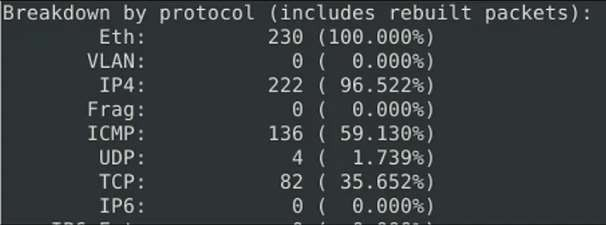 Breakdown by protocol (includes rebuilt packets):
Eth: 230 (100.000%)
VLAN: 0 ( 0.000%)
IP4: 222 ( 96.522%)
Frag: 0 ( 0.000%)
ICMP: 136 ( 59.130%)
UDP: 4 ( 1.739%)
TCP: 82 ( 35.652%)
IP6: 0 ( 0.000%)